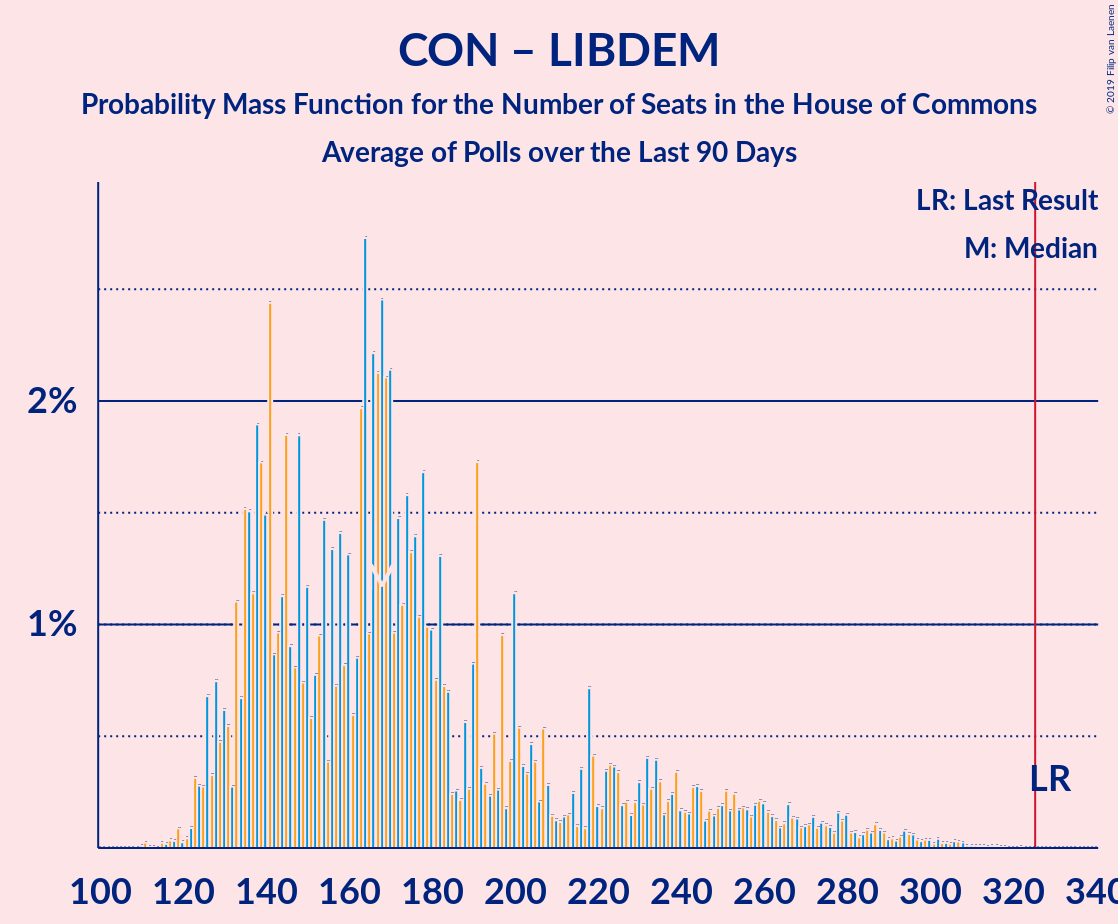 CON – LIBDEM
Probability Mass Function for the Number of Seats in the House of Commons
Average of Polls over the Last 90 Days
© 2019 Filip van Laenen
LR: Last Result
M: Median
2%
1%
LR
100 120 140 160 180 200 220 240 260 280 300 320 340